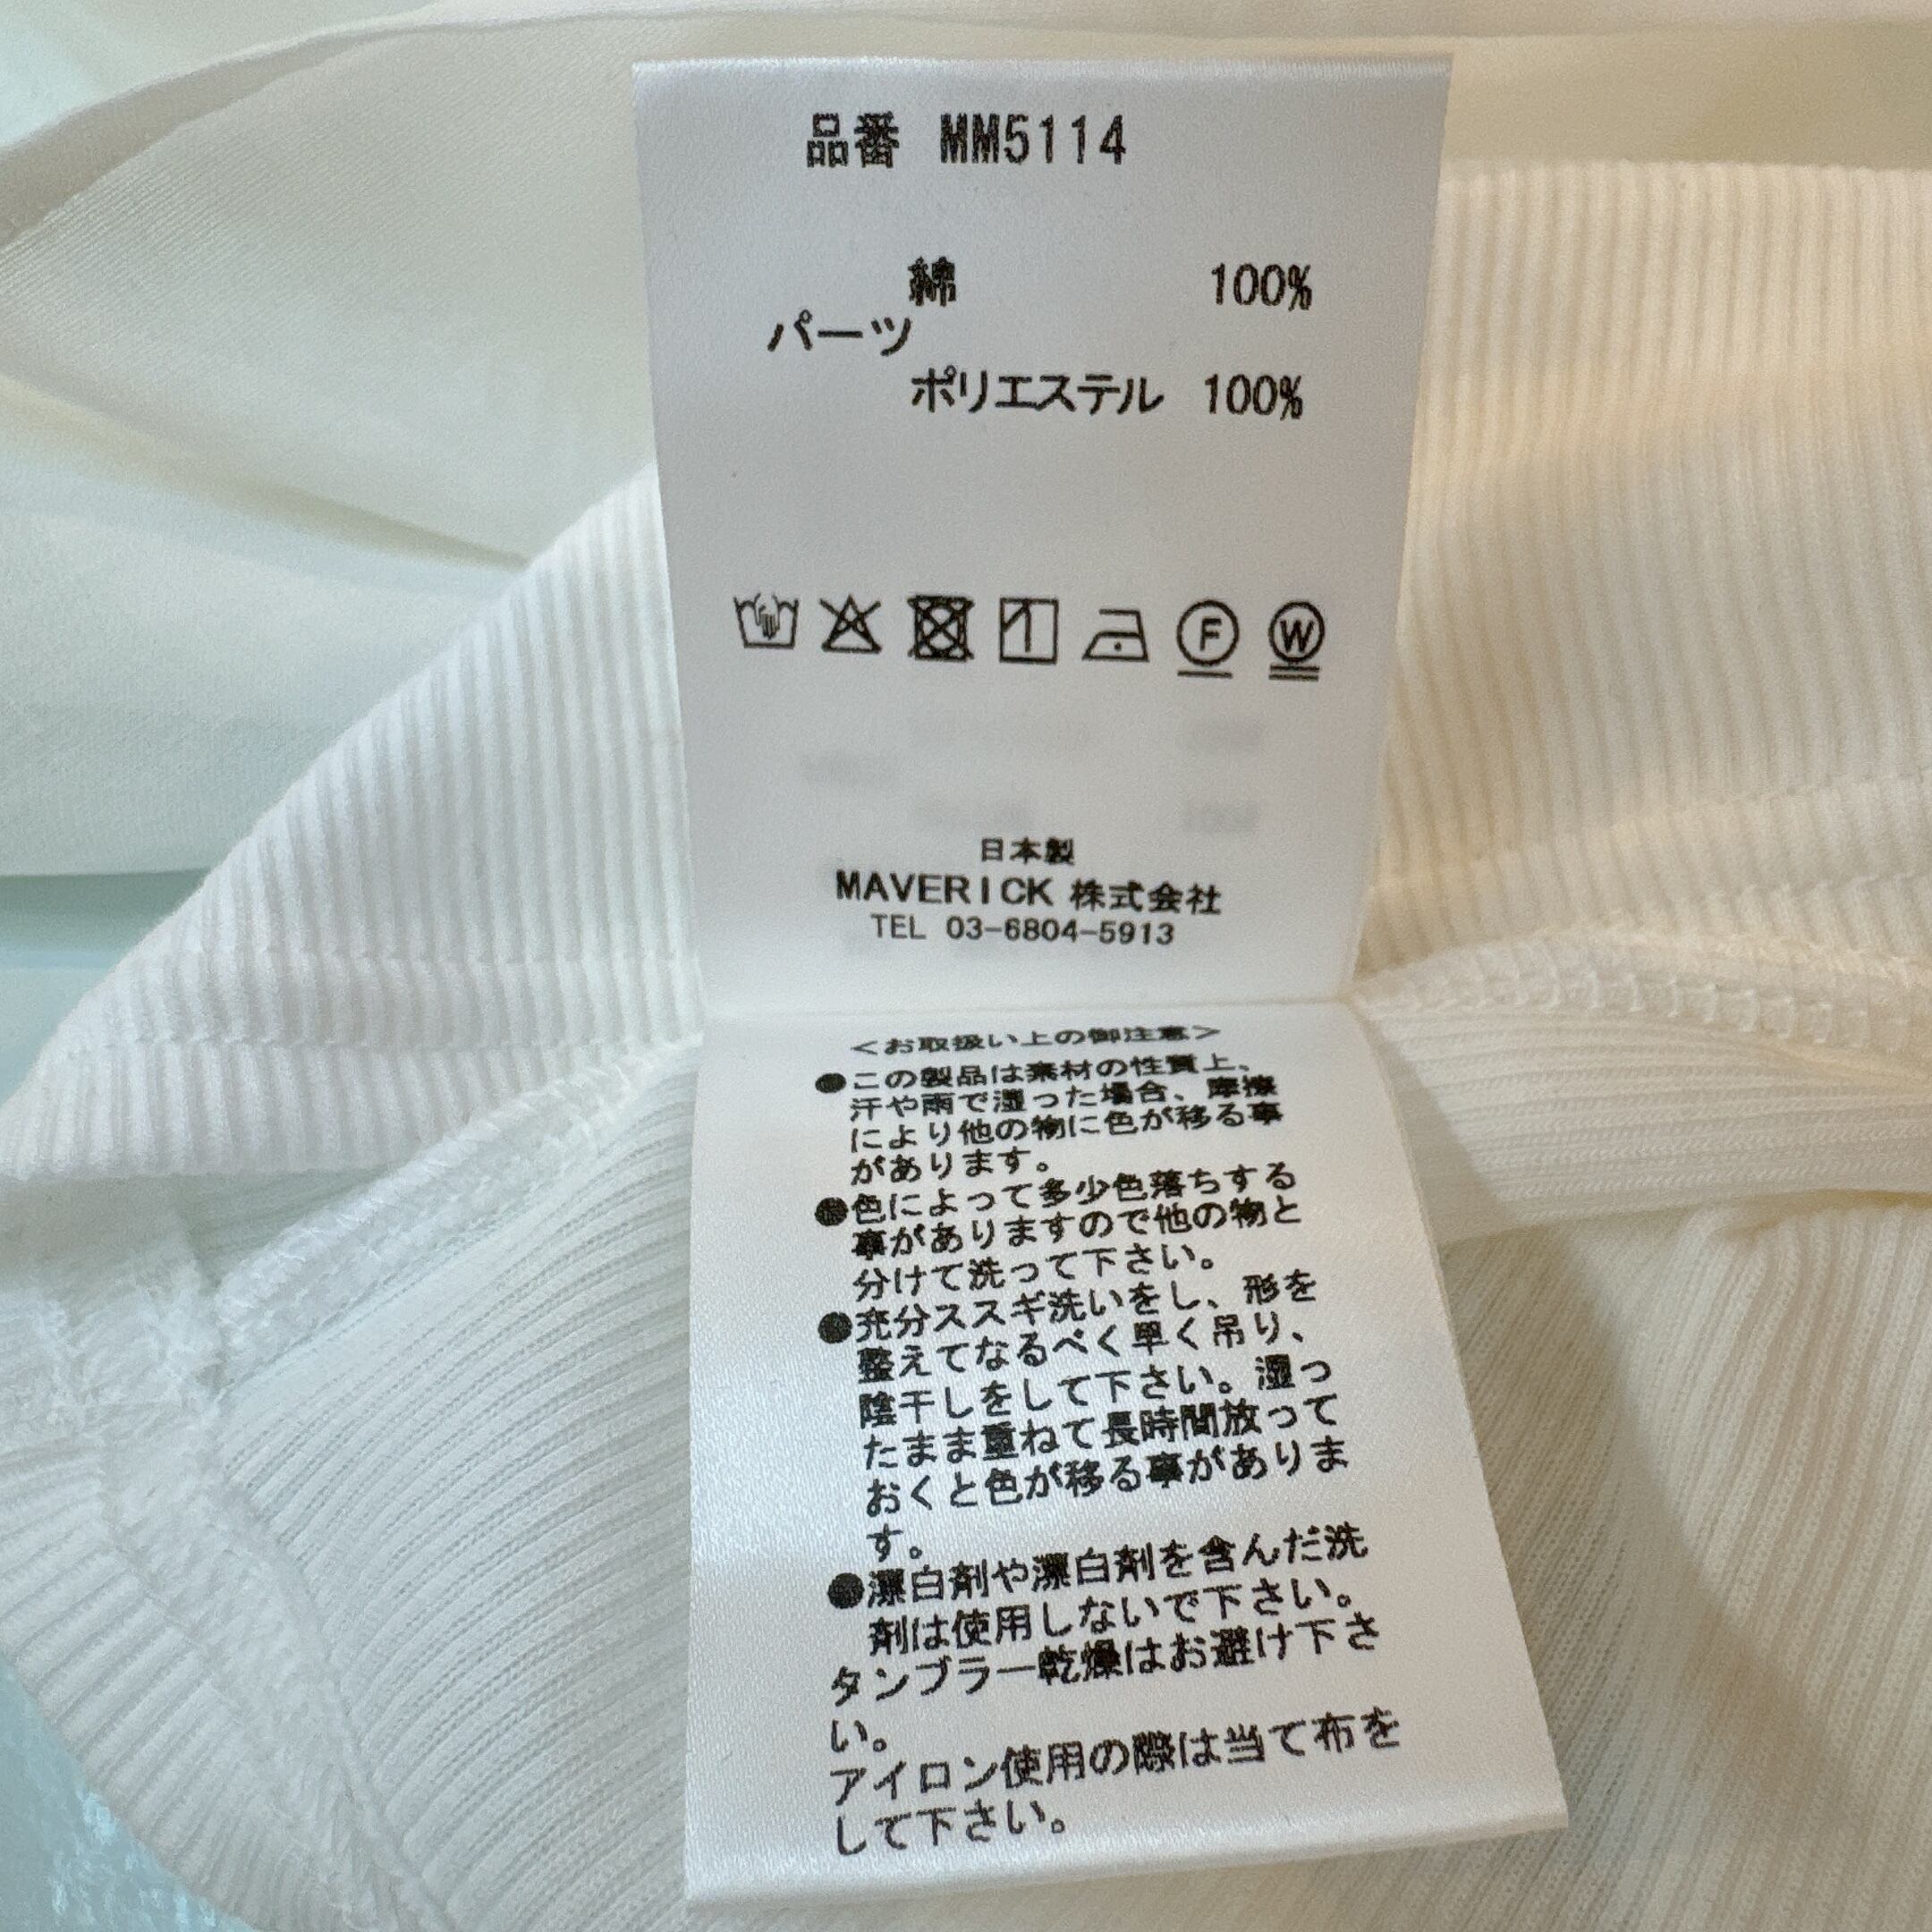 品番 MM5114
綿 100%
パーツ
ポリエステル 100%
F W
日本製
MAVERICK 株式会社
TEL 03-6804-5913
<お取扱い上の御注意>
●この製品は素材の性質上、
汗や雨で湿った場合、摩擦
により他の物に色が移る事
があります。
●色によって多少色落ちする
事がありますので他の物と
分けて洗って下さい。
●充分ススギ洗いをし、形を
整えてなるべく単く吊り、
陰干しをして下さい。湿っ
たまま重ねて長時間放って
おくと色が移る事がありま
す。
●漂白剤や漂白剤を含んだ洗
剤は使用しないで下さい。
タンブラー乾燥はお避け下さ
い。
アイロン使用の際は当て布を
して下さい。